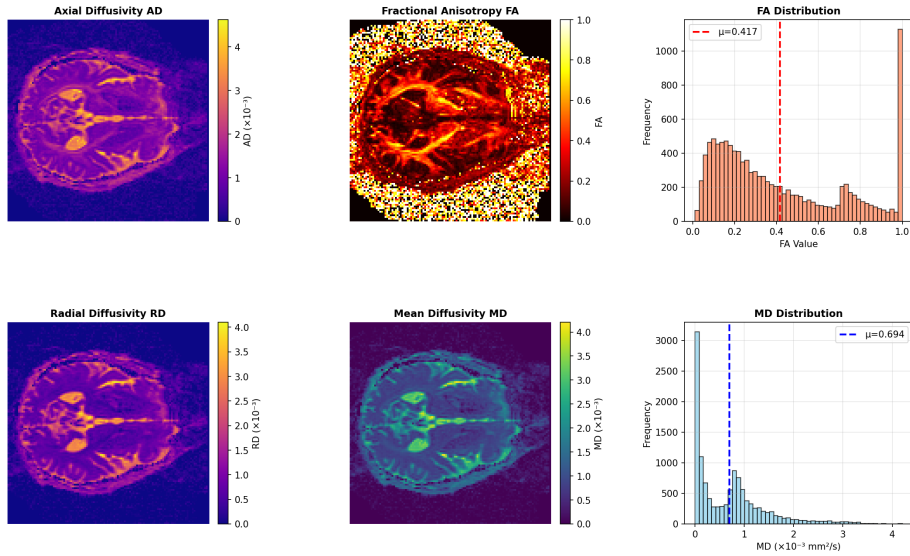 Axial Diffusivity AD
4
3
2
1
0
AD (×10⁻³)
Fractional Anisotropy FA
1.0
0.8
0.6
0.4
0.2
0.0
FA
FA Distribution
μ=0.417
Frequency
1000
800
600
400
200
0
0.0 0.2 0.4 0.6 0.8 1.0
FA Value
Radial Diffusivity RD
4.0
3.5
3.0
2.5
2.0
1.5
1.0
0.5
0.0
RD (×10⁻³)
Mean Diffusivity MD
4.0
3.5
3.0
2.5
2.0
1.5
1.0
0.5
0.0
MD (×10⁻³)
MD Distribution
μ=0.694
Frequency
3000
2500
2000
1500
1000
500
0
0 1 2 3 4
MD (×10⁻³ mm²/s)